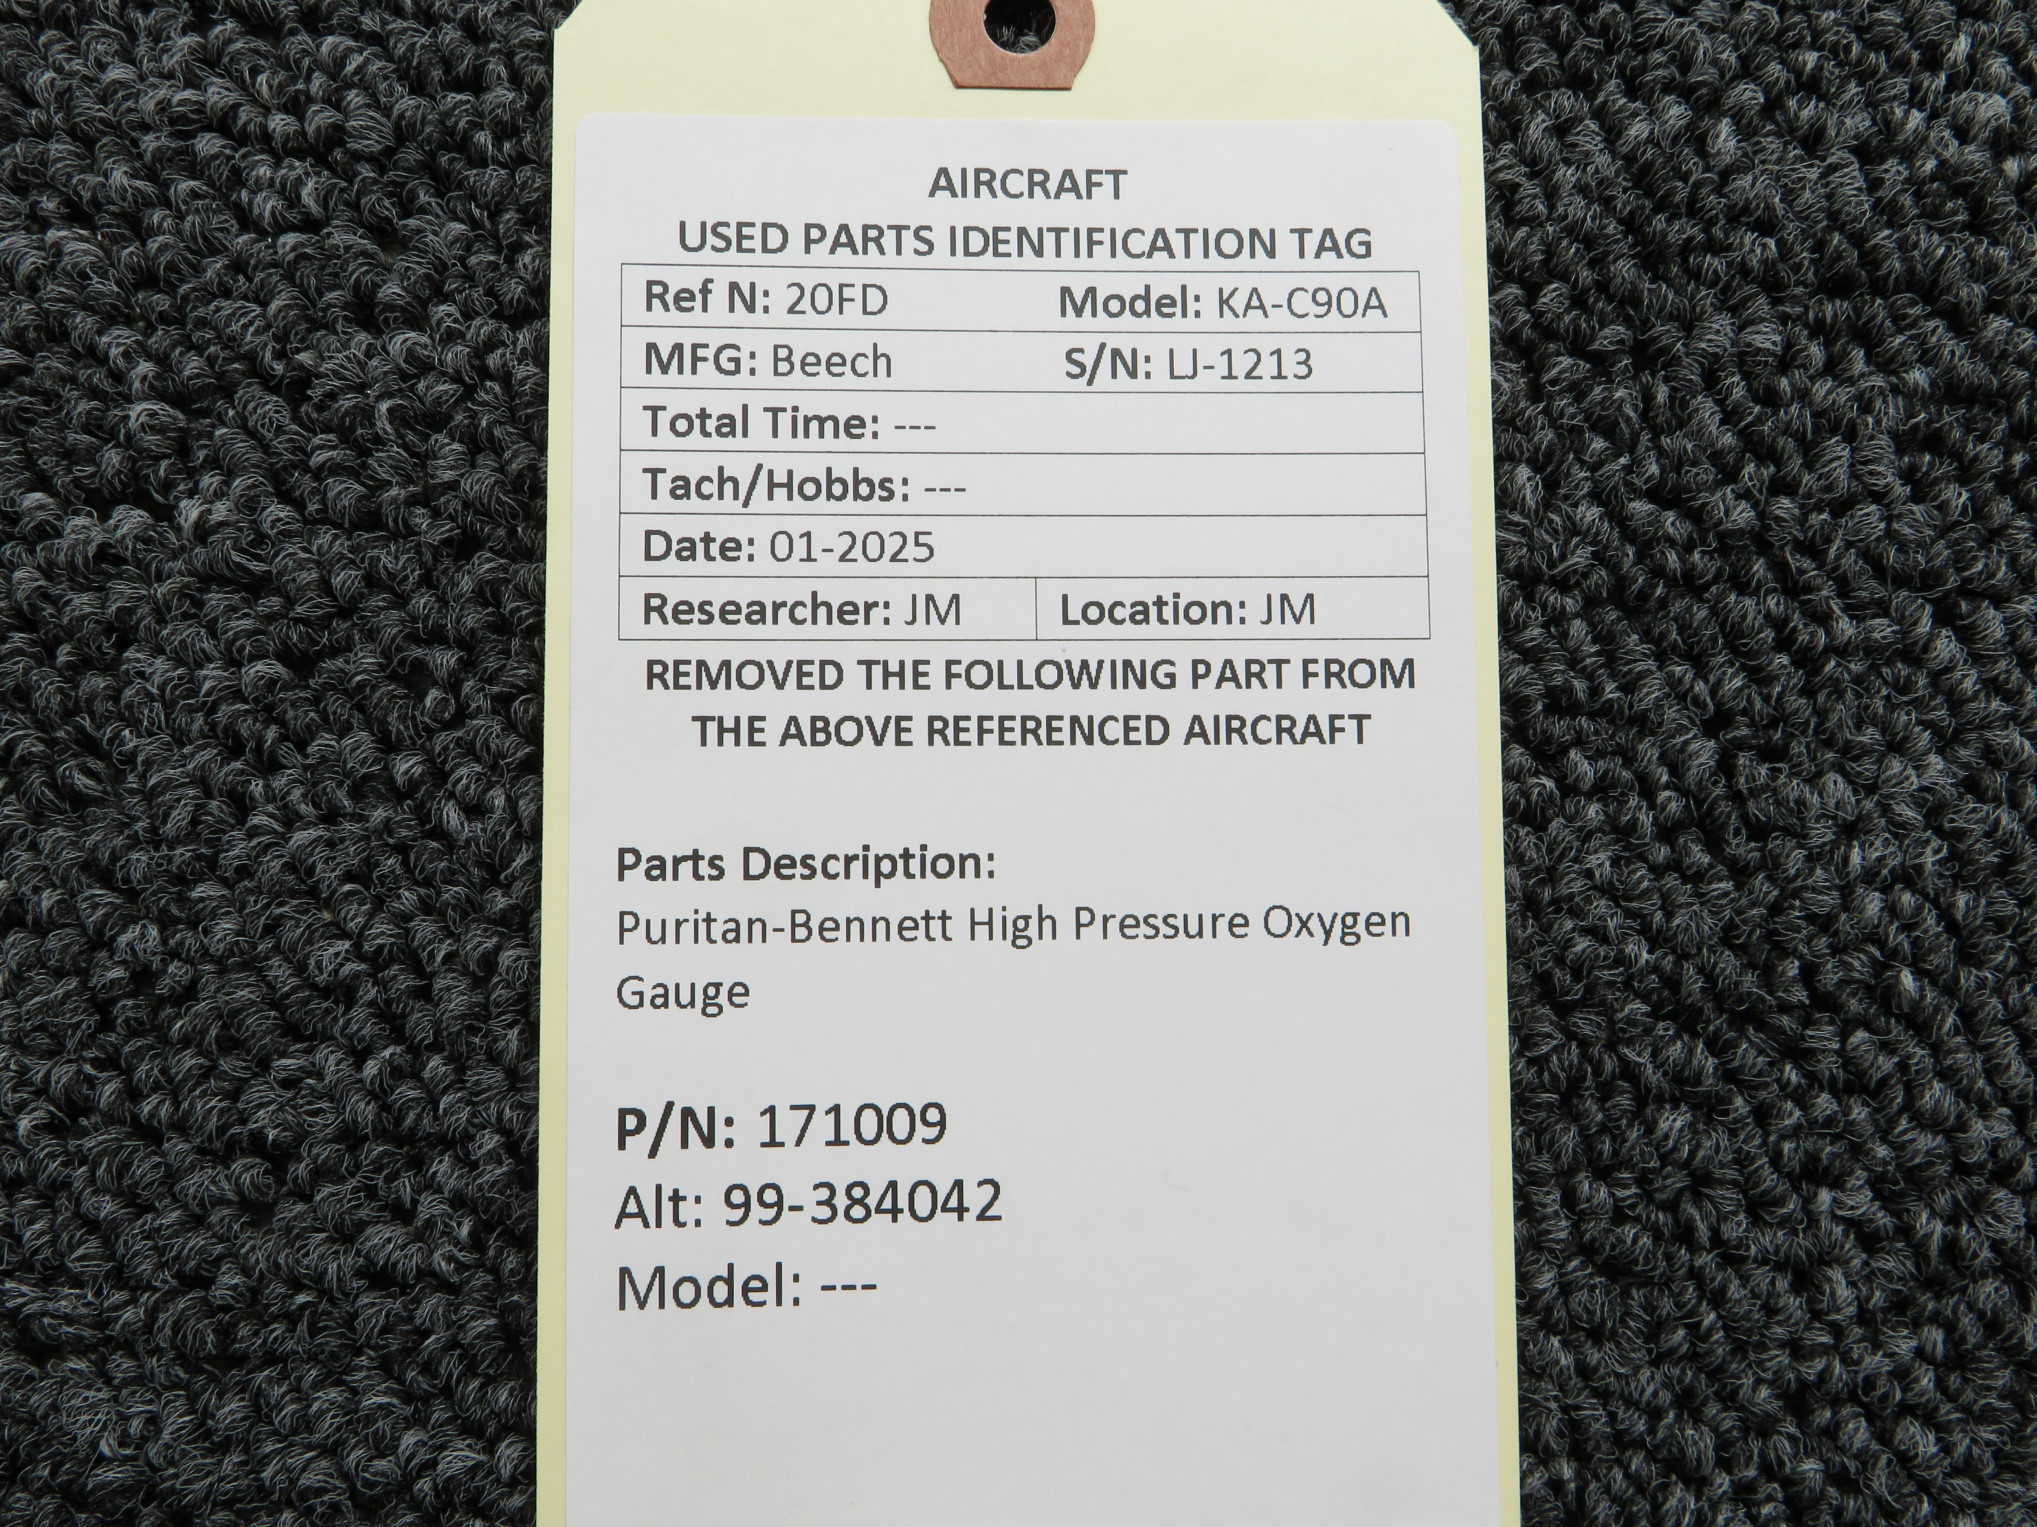 AIRCRAFT
USED PARTS IDENTIFICATION TAG
Ref N: 20FD Model: KA-C90A
MFG: Beech S/N: LJ-1213
Total Time: ---
Tach/Hobbs: ---
Date: 01-2025
Researcher: JM Location: JM
REMOVED THE FOLLOWING PART FROM
THE ABOVE REFERENCED AIRCRAFT
Parts Description:
Puritan-Bennett High Pressure Oxygen
Gauge
P/N: 171009
Alt: 99-384042
Model: ---